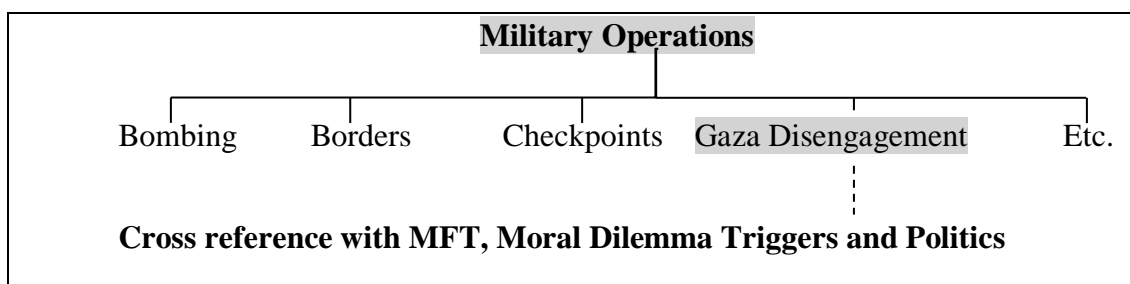 Military Operations
Bombing Borders Checkpoints Gaza Disengagement Etc.
Cross reference with MFT, Moral Dilemma Triggers and Politics